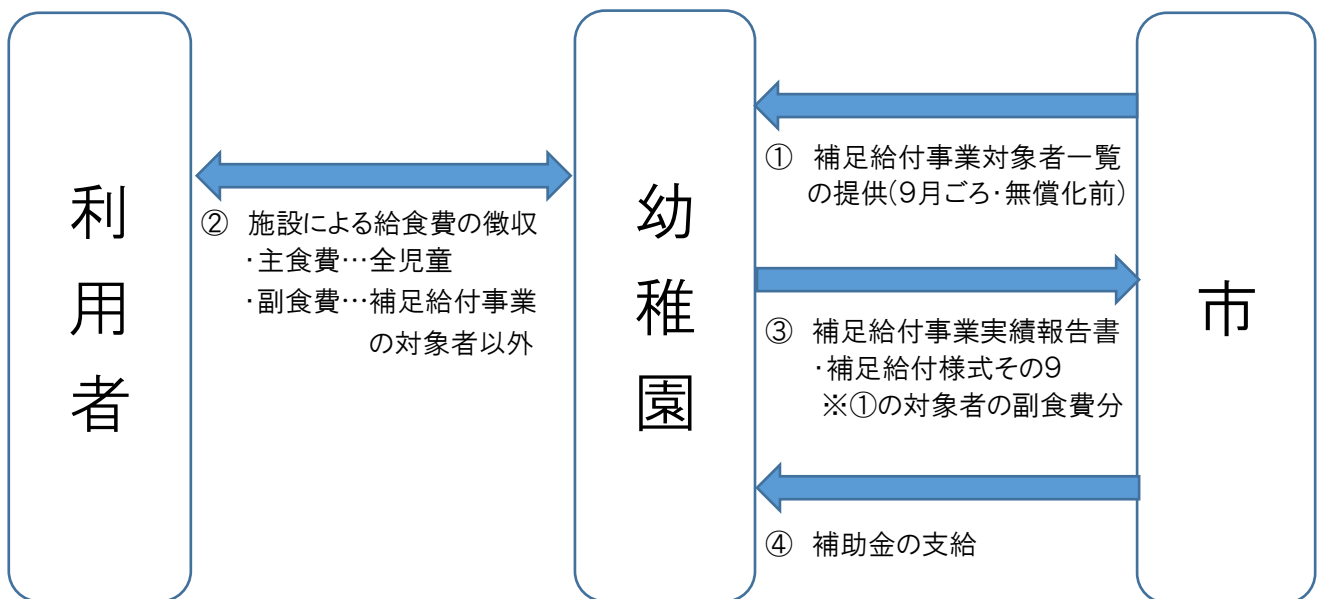 利用者
② 施設による給食費の徴収
・主食費…全児童
・副食費…補足給付事業
の対象者以外
幼稚園
① 補足給付事業対象者一覧
の提供(9月ごろ・無償化前)
③ 補足給付事業実績報告書
・補足給付様式その9
※①の対象者の副食費分
④ 補助金の支給
市